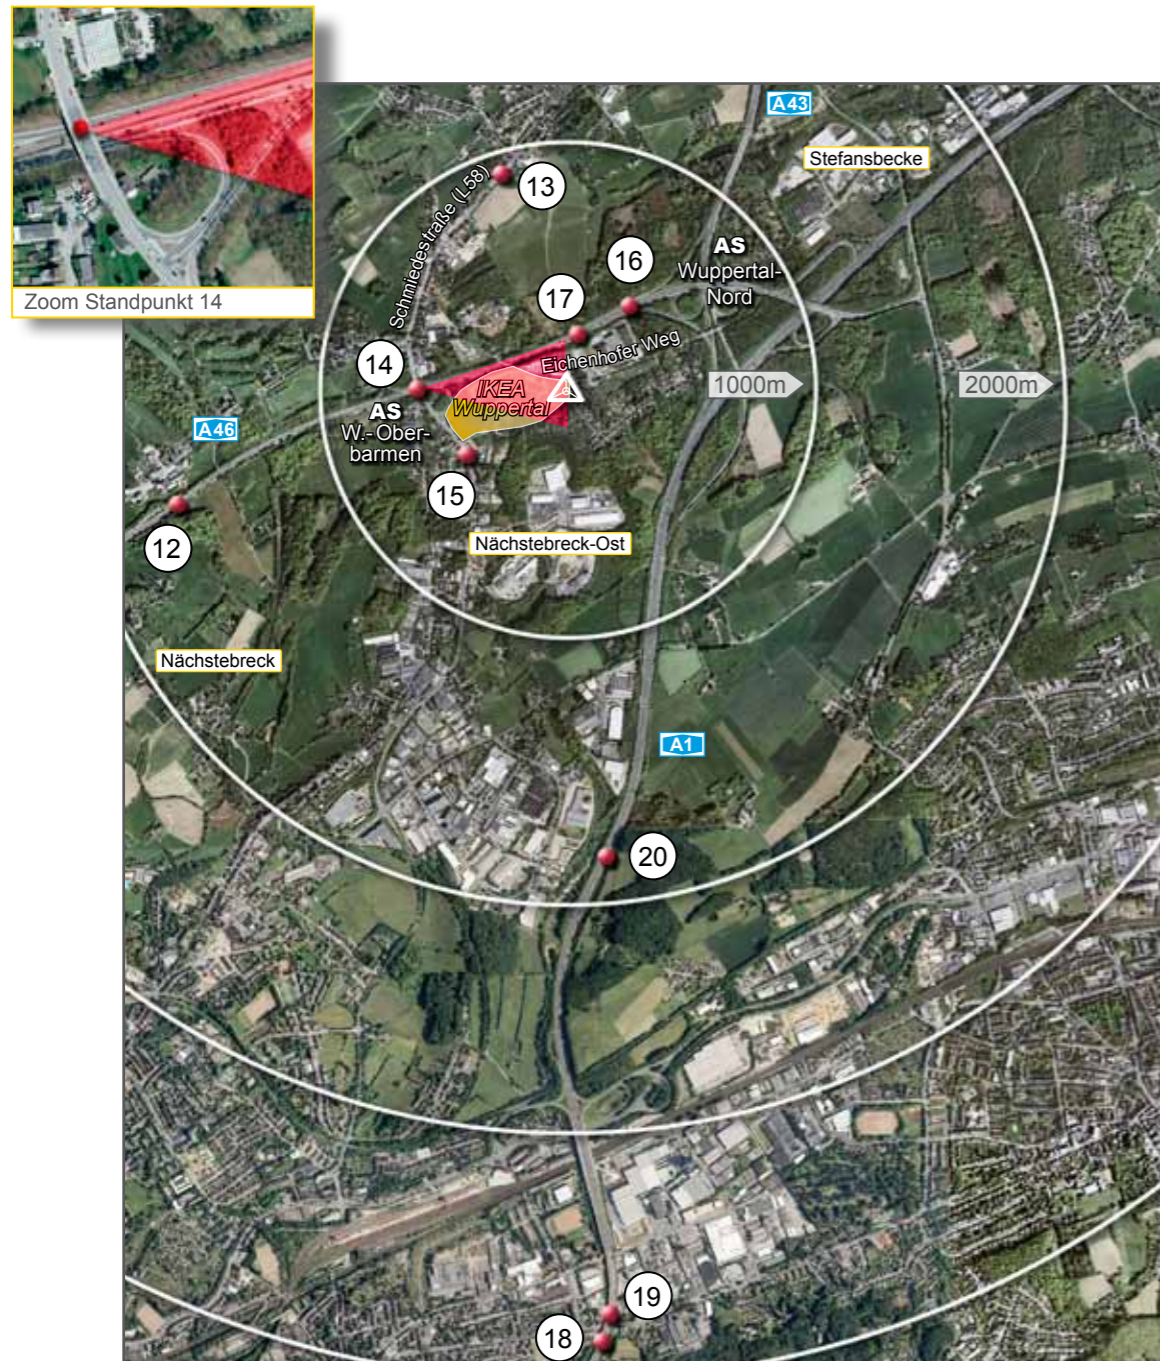 Zoom Standpunkt 14
A43
Stefansbecke
Schmiedestraße (L58)
13
16
AS
Wuppertal-
Nord
17
Eichenhofer Weg
14
IKEA
Wuppertal
1000m
2000m
AS
W.-Ober-
barmen
A46
15
12
Nächstebreck-Ost
Nächstebreck
A1
20
19
18